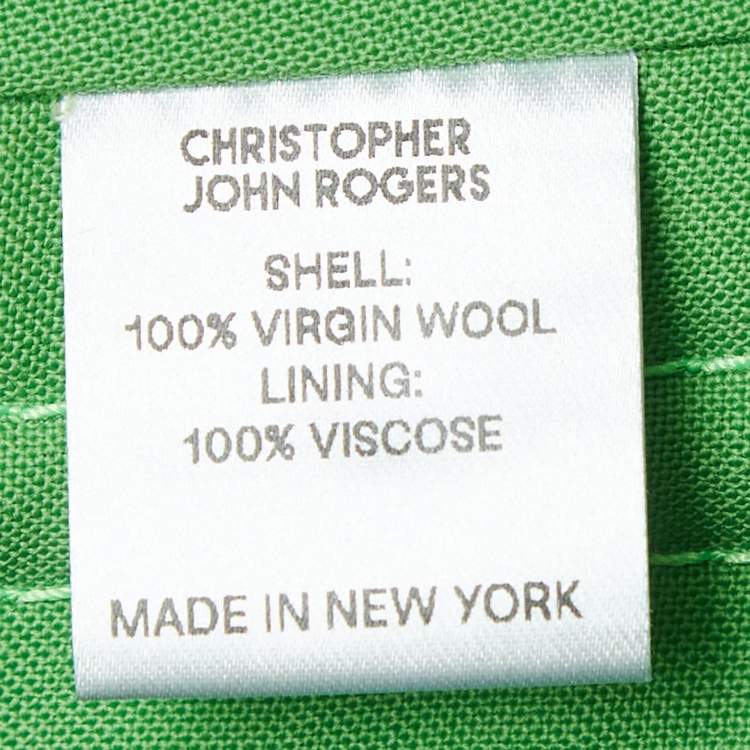 CHRISTOPHER
JOHN ROGERS
SHELL:
100% VIRGIN WOOL
LINING:
100% VISCOSE
MADE IN NEW YORK